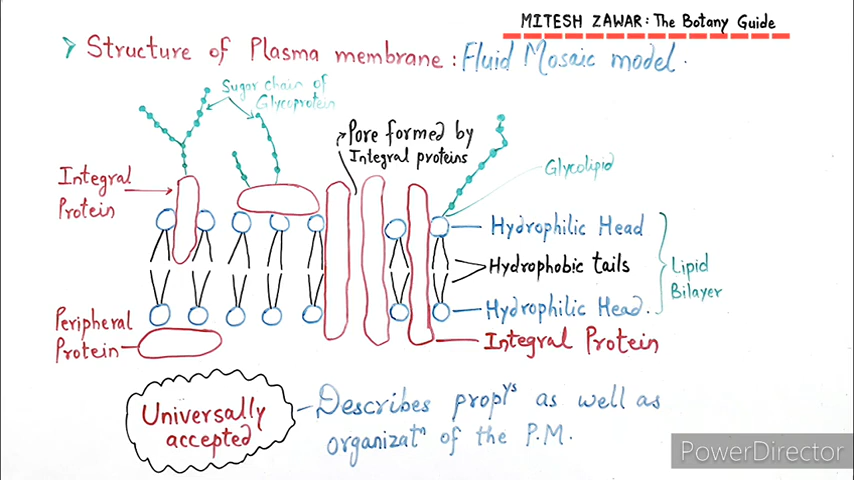 MITESH ZAWAR: The Botany Guide
Structure of Plasma membrane: Fluid Mosaic model.
Sugar chain of
Glycoprotein
Pore formed by
Integral proteins
Glycolipid
Integral
Protein
Hydrophilic Head
Hydrophobic tails
Lipid
Bilayer
Hydrophilic Head.
Peripheral
Protein
Integral Protein
Universally
accepted
Describes propᵗʸˢ as well as
organizatⁿ of the P.M.
PowerDirector